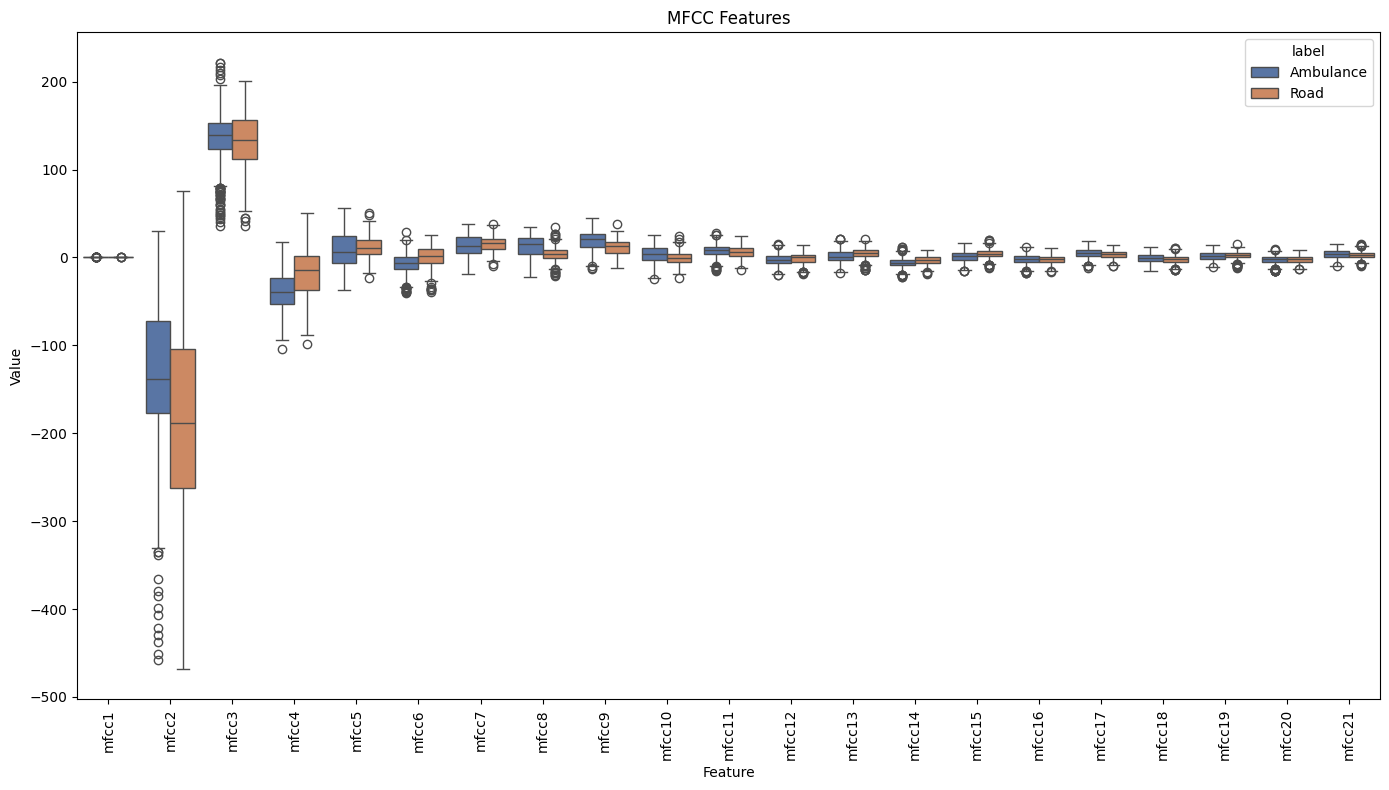 MFCC Features
label
Ambulance
Road
Value
200
100
0
−100
−200
−300
−400
−500
mfcc1
mfcc2
mfcc3
mfcc4
mfcc5
mfcc6
mfcc7
mfcc8
mfcc9
mfcc10
mfcc11
mfcc12
mfcc13
mfcc14
mfcc15
mfcc16
mfcc17
mfcc18
mfcc19
mfcc20
mfcc21
Feature